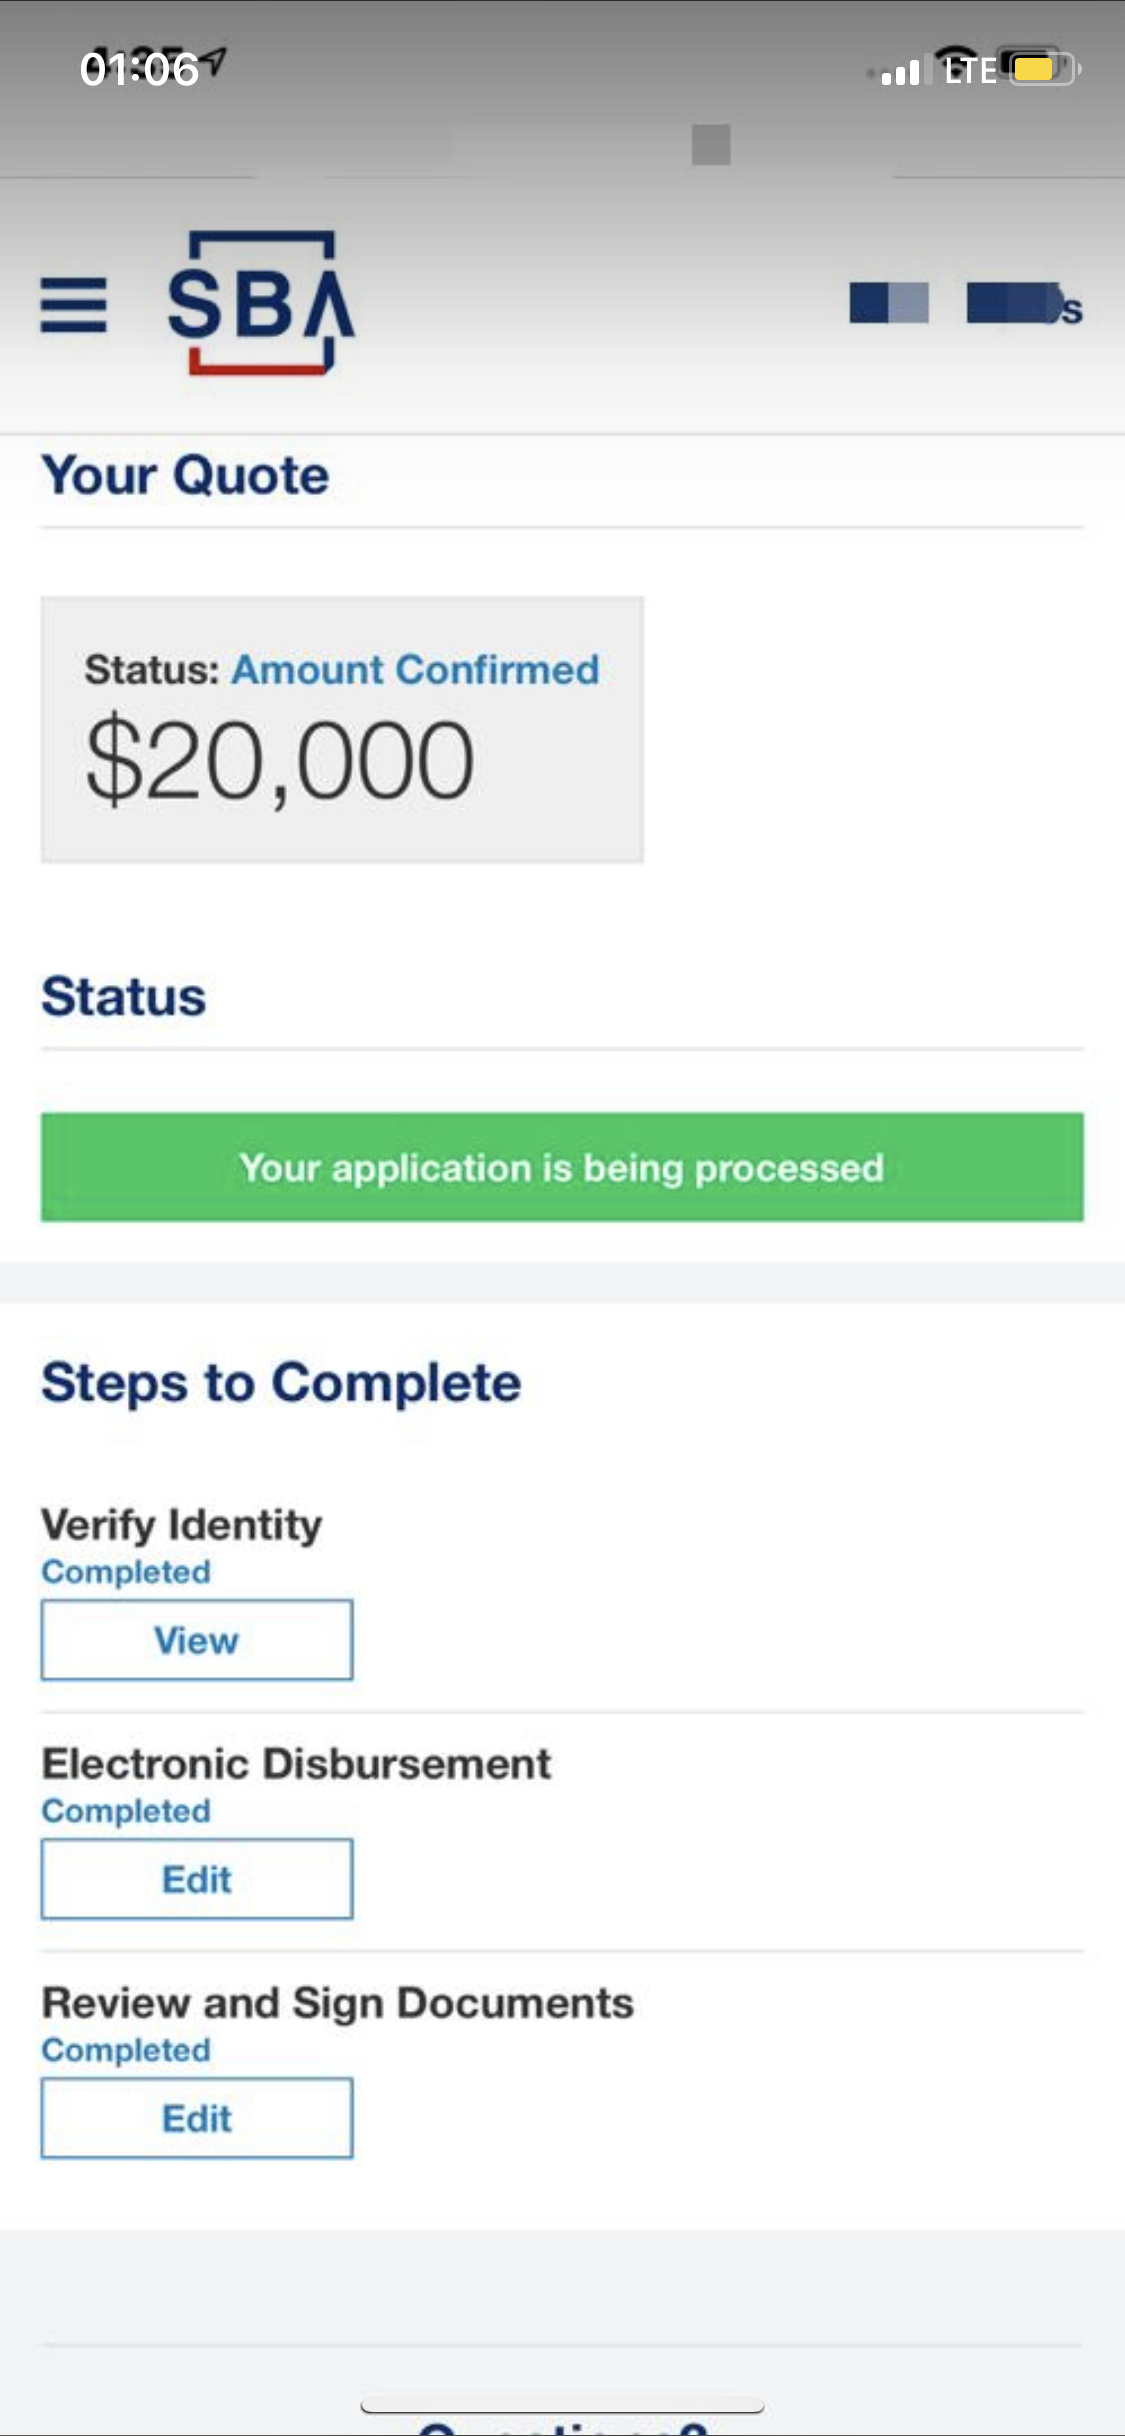 01:06
LTE
SBA
s
Your Quote
Status: Amount Confirmed
$20,000
Status
Your application is being processed
Steps to Complete
Verify Identity
Completed
View
Electronic Disbursement
Completed
Edit
Review and Sign Documents
Completed
Edit